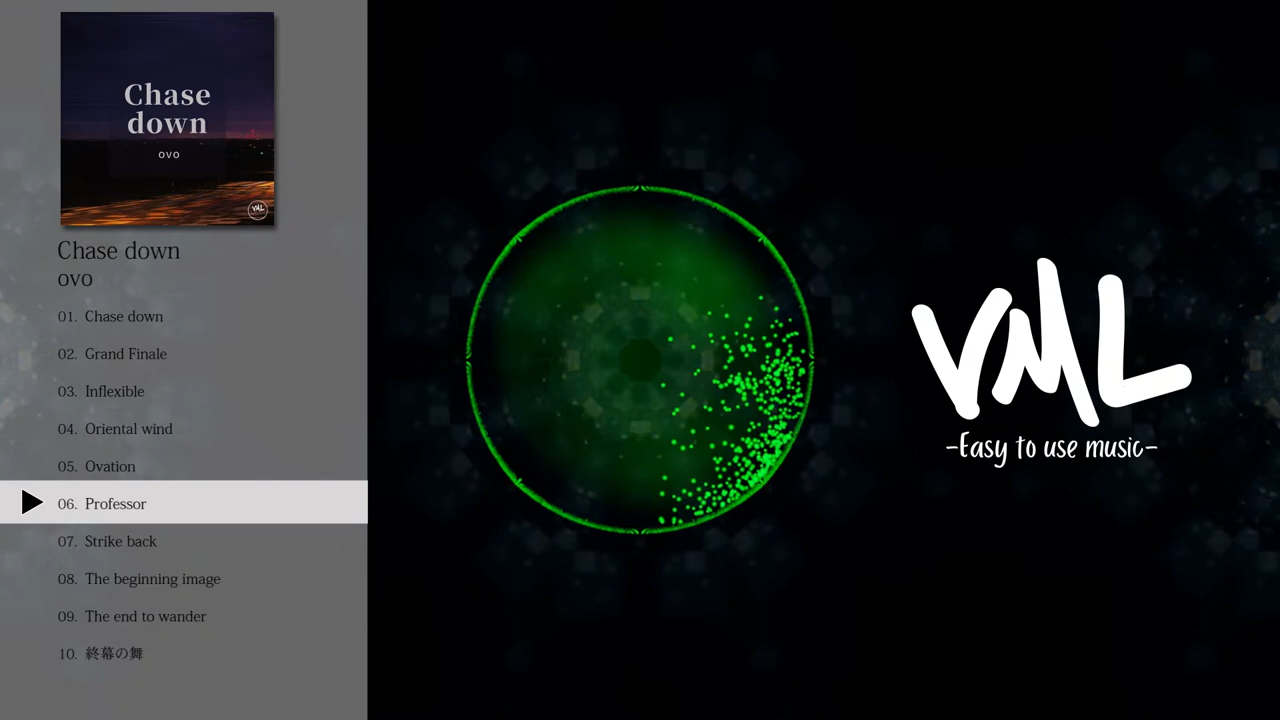 Chase
down
ovo
VML
Chase down
ovo
01. Chase down
02. Grand Finale
03. Inflexible
04. Oriental wind
05. Ovation
06. Professor
07. Strike back
08. The beginning image
09. The end to wander
10. 終幕の舞
VML
-Easy to use music-